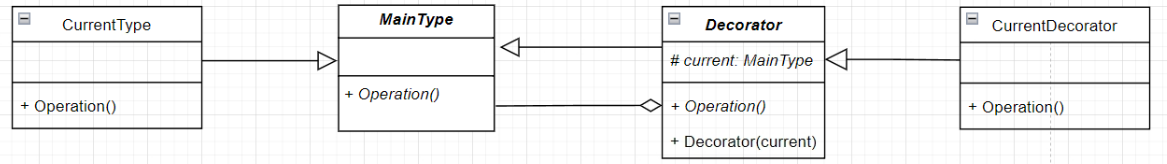 CurrentType
+ Operation()
MainType
+ Operation()
Decorator
# current: MainType
+ Operation()
+ Decorator(current)
CurrentDecorator
+ Operation()